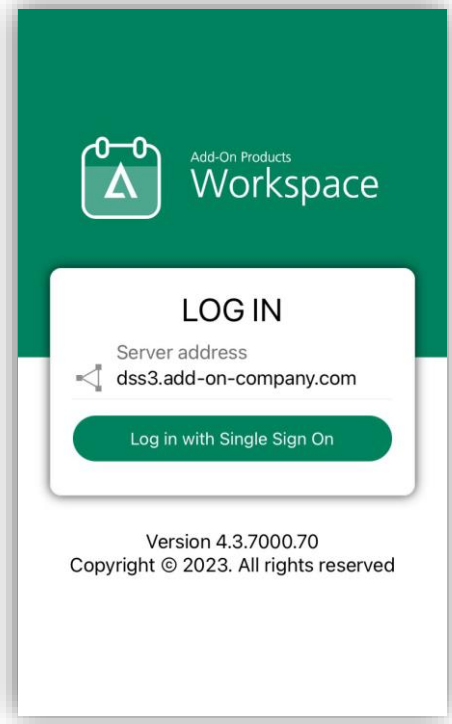 Add-On Products
Workspace
LOG IN
Server address
dss3.add-on-company.com
Log in with Single Sign On
Version 4.3.7000.70
Copyright © 2023. All rights reserved